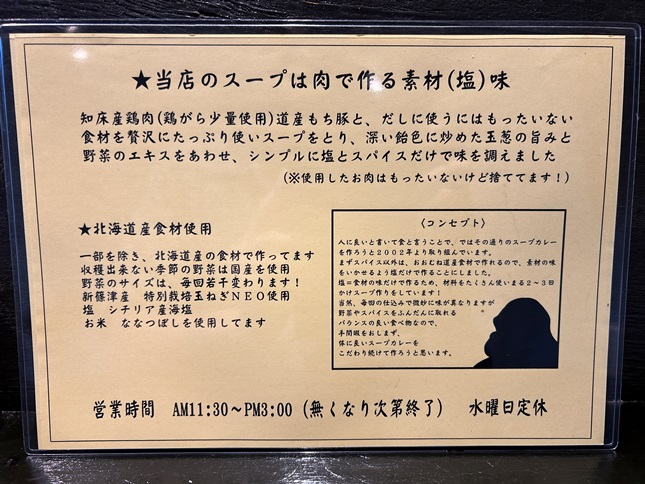 ★当店のスープは肉で作る素材(塩)味
知床産鶏肉(鶏がら少量使用)道産もち豚と、だしに使うにはもったいない
食材を贅沢にたっぷり使いスープをとり、深い飴色に炒めた玉葱の旨みと
野菜のエキスをあわせ、シンプルに塩とスパイスだけで味を調えました
(※使用したお肉はもったいないけど捨ててます！)
★北海道産食材使用
一部を除き、北海道産の食材で作ってます
収穫出来ない季節の野菜は国産を使用
野菜のサイズは、毎回若干変わります！
新篠津産　特別栽培玉ねぎＮＥＯ使用
塩　シチリア産海塩
お米　ななつぼしを使用してます
〈コンセプト〉
人に良いと書いて食と言うことで、ではその通りのスープカレー
を作ろうと２００２年より取り組んでいます。
まずスパイス以外は、おおむね道産食材で作れるので、素材の味
をいかせるよう塩だけで作ることにしました。
塩＝食材の味だけで作るため、材料をたくさん使いまる２〜３日
かけスープ作りをしています！
当然、毎回の仕込みで微妙に味が異なりますが
野菜やスパイスをふんだんに取れる
バランスの良い食べ物なので、
手間暇をおしまず、
体に良いスープカレーを
こだわり続けて作ろうと思います。
営業時間　AM11:30〜PM3:00 (無くなり次第終了)　水曜日定休